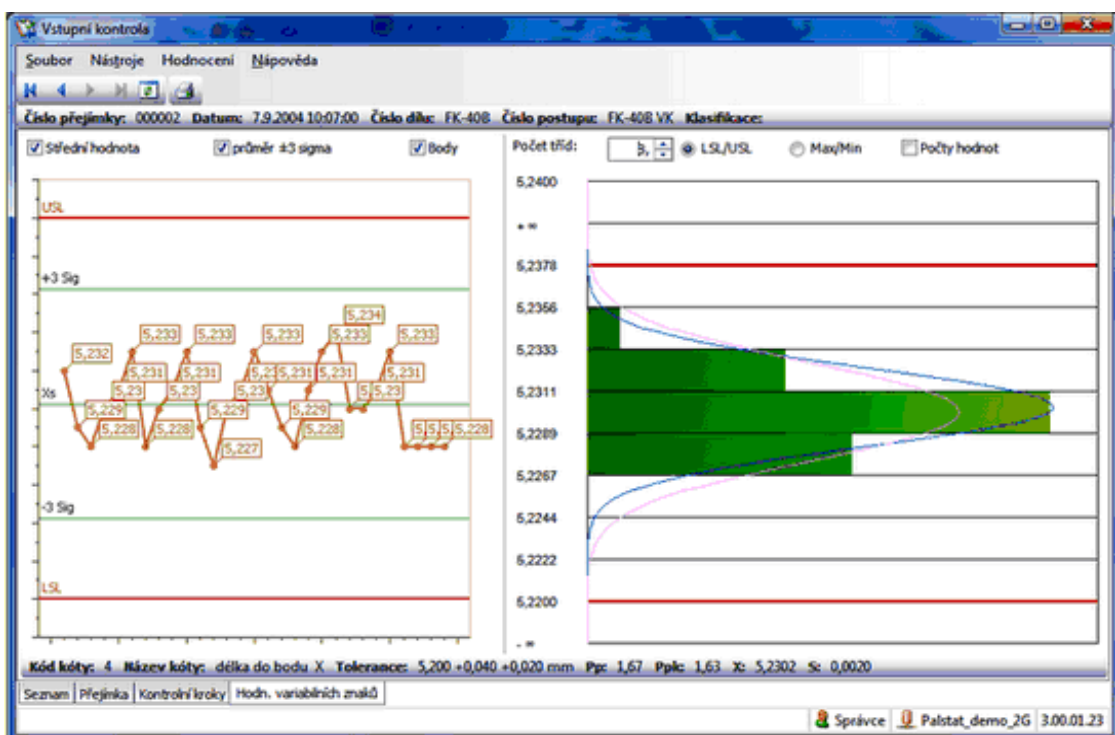 Vstupní kontrola
Soubor Nástroje Hodnocení Nápověda
Číslo přejímky: 000002 Datum: 7.9.2004 10:07:00 Číslo dílu: FK-40B Číslo postupu: FK-40B VK Klasifikace:
Střední hodnota průměr ±3 sigma Body
USL
+3 Sig
5,234
5,233 5,233 5,233 5,233 5,233
5,232
5,231 5,231 5,231 5,231 5,231
Xs
5,23 5,23 5,23 5,23
5,229 5,229 5,229
5,228 5,228 5,228 5,228
5,227
-3 Sig
LSL
Počet tříd: LSL/USL Max/Min Počty hodnot
5,2400
+ ∞
5,2378
5,2356
5,2333
5,2311
5,2289
5,2267
5,2244
5,2222
5,2200
- ∞
Kód kóty: 4 Název kóty: délka do bodu X Tolerance: 5,200 +0,040 +0,020 mm Pp: 1,67 Ppk: 1,63 X: 5,2302 S: 0,0020
Seznam Přejímka Kontrolní kroky Hodn. variabilních znaků
Správce Palstat_demo_2G 3.00.01.23